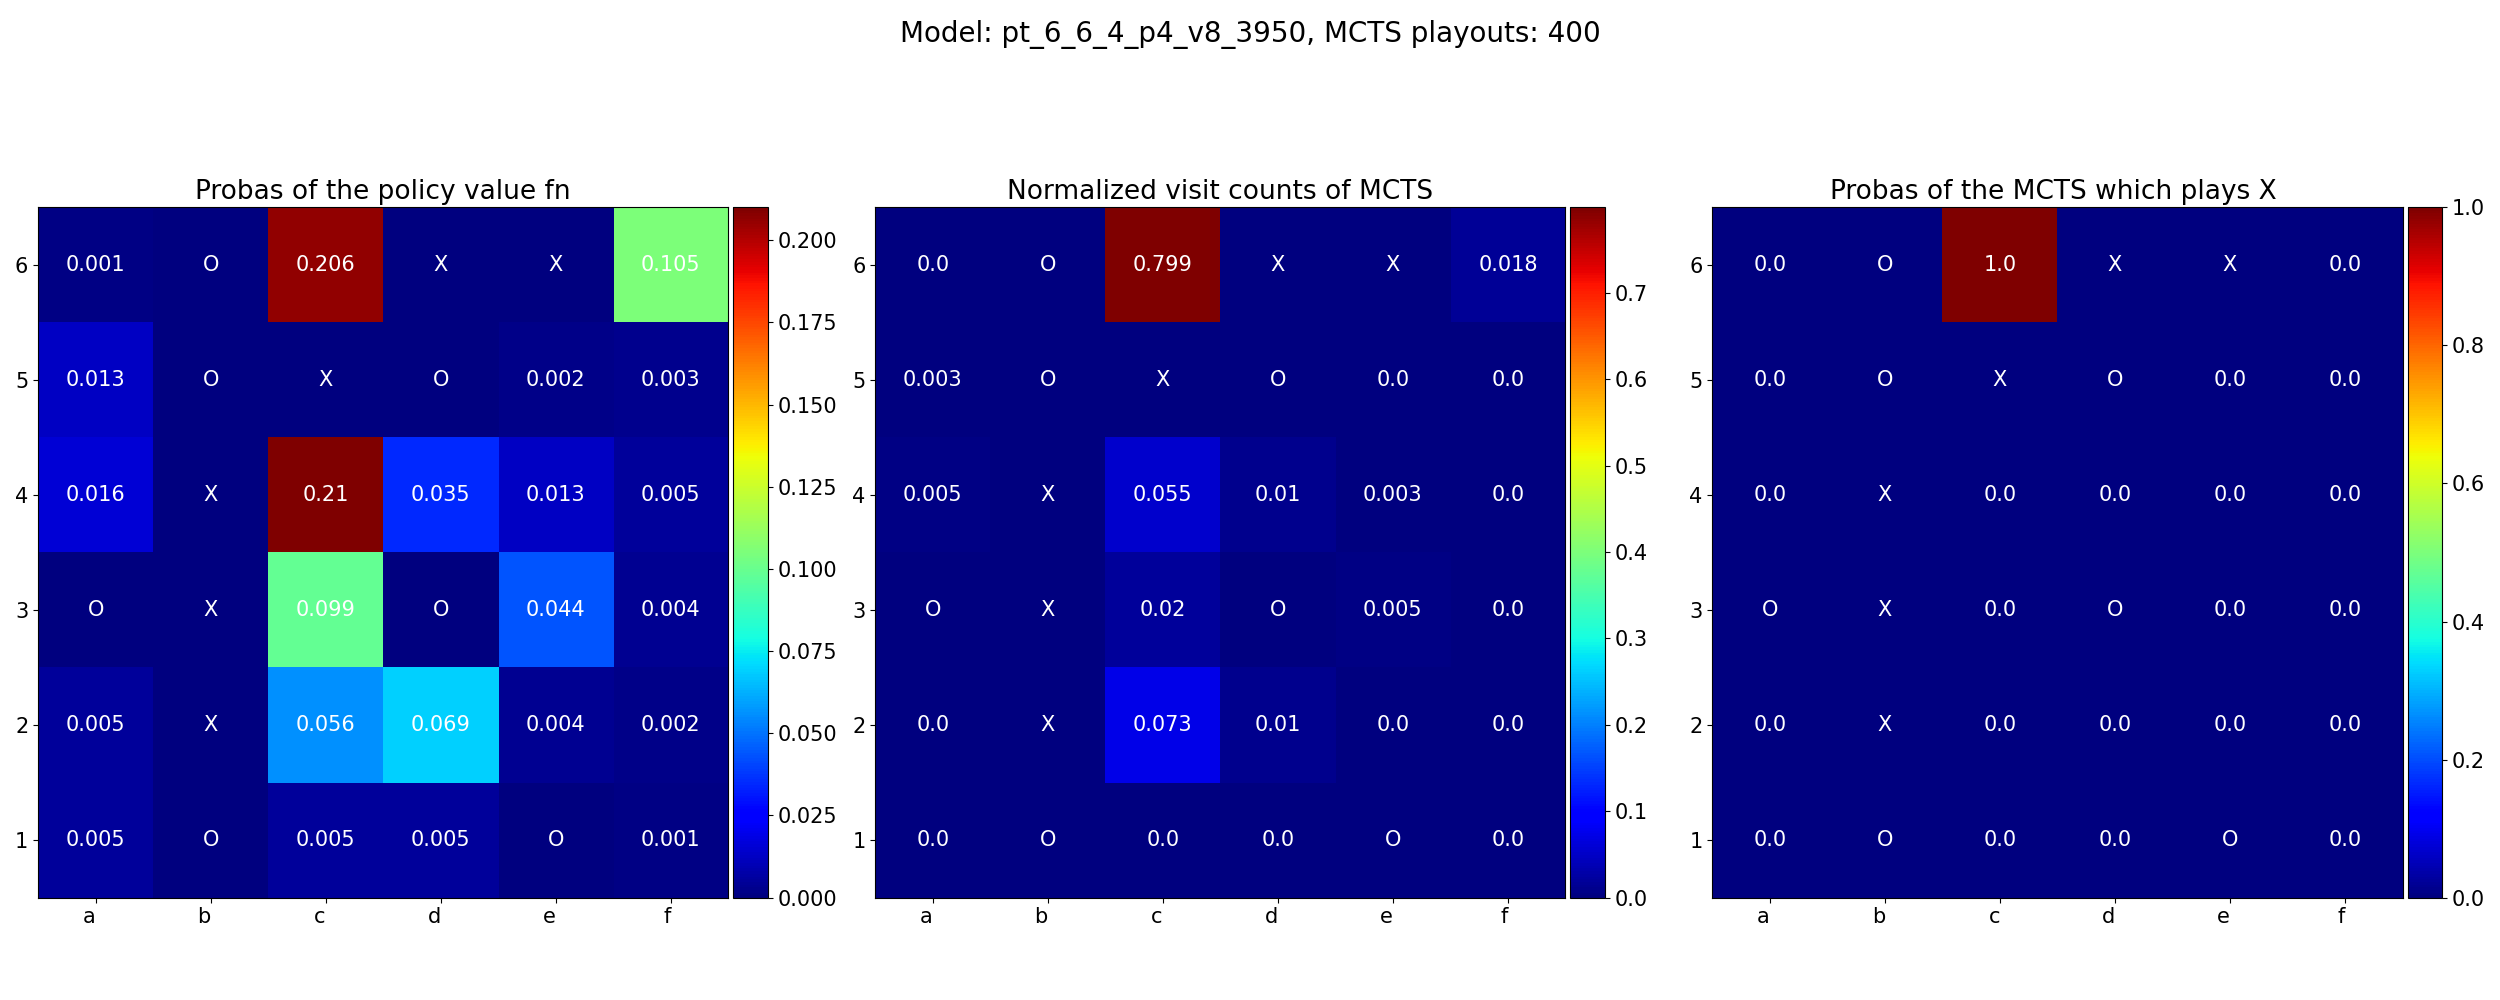 Model: pt_6_6_4_p4_v8_3950, MCTS playouts: 400
Probas of the policy value fn
6 0.001 O 0.206 X X 0.105
5 0.013 O X O 0.002 0.003
4 0.016 X 0.21 0.035 0.013 0.005
3 O X 0.099 O 0.044 0.004
2 0.005 X 0.056 0.069 0.004 0.002
1 0.005 O 0.005 0.005 O 0.001
a b c d e f
0.200
0.175
0.150
0.125
0.100
0.075
0.050
0.025
0.000
Normalized visit counts of MCTS
6 0.0 O 0.799 X X 0.018
5 0.003 O X O 0.0 0.0
4 0.005 X 0.055 0.01 0.003 0.0
3 O X 0.02 O 0.005 0.0
2 0.0 X 0.073 0.01 0.0 0.0
1 0.0 O 0.0 0.0 O 0.0
a b c d e f
0.7
0.6
0.5
0.4
0.3
0.2
0.1
0.0
Probas of the MCTS which plays X
6 0.0 O 1.0 X X 0.0
5 0.0 O X O 0.0 0.0
4 0.0 X 0.0 0.0 0.0 0.0
3 O X 0.0 O 0.0 0.0
2 0.0 X 0.0 0.0 0.0 0.0
1 0.0 O 0.0 0.0 O 0.0
a b c d e f
1.0
0.8
0.6
0.4
0.2
0.0